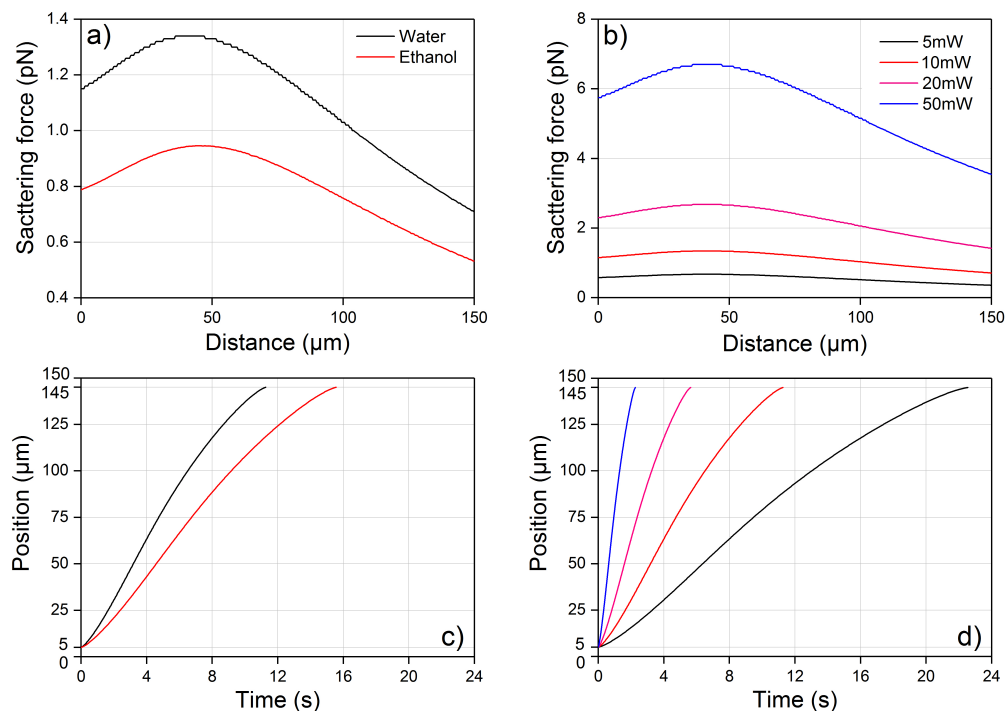 a)
Water
Ethanol
Sacttering force (pN)
1.4
1.2
1.0
0.8
0.6
0.4
0
50
100
150
Distance (µm)
b)
5mW
10mW
20mW
50mW
Sacttering force (pN)
8
6
4
2
0
0
50
100
150
Distance (µm)
c)
Position (µm)
150
145
125
100
75
50
25
5
0
0
4
8
12
16
20
24
Time (s)
d)
Position (µm)
150
145
125
100
75
50
25
5
0
0
4
8
12
16
20
24
Time (s)